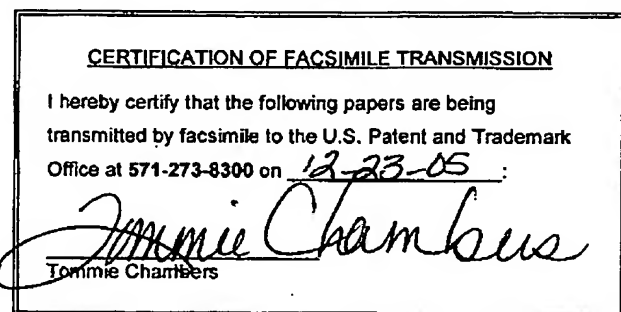 CERTIFICATION OF FACSIMILE TRANSMISSION
I hereby certify that the following papers are being
transmitted by facsimile to the U.S. Patent and Trademark
Office at 571-273-8300 on 12-23-05 :
Tommie Chambers
Tommie Chambers